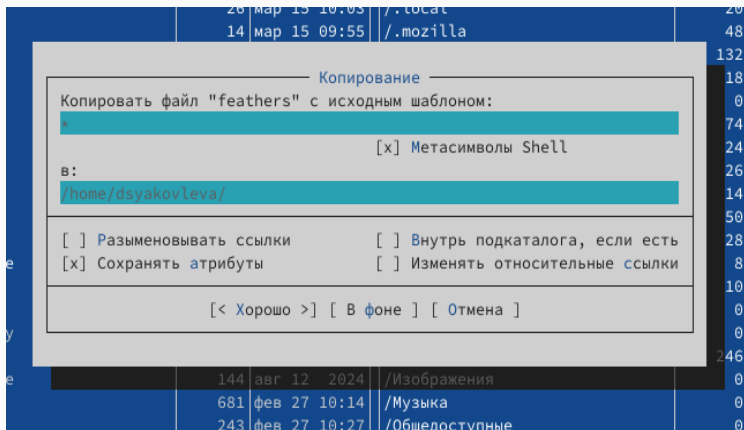 26 мар 15 10:03 /.local 20
14 мар 15 09:55 /.mozilla 48
132
Копирование 18
Копировать файл "feathers" с исходным шаблоном: 0
* 74
[x] Метасимволы Shell 24
в: 26
/home/dsyakovleva/ 14
50
[ ] Разыменовывать ссылки [ ] Внутрь подкаталога, если есть 28
е [x] Сохранять атрибуты [ ] Изменять относительные ссылки 8
10
[< Хорошо >] [ В фоне ] [ Отмена ] 0
у 0
246
е 144 авг 12 2024 /Изображения 0
681 фев 27 10:14 /Музыка 0
243 фев 27 10:27 /Общедоступные 0